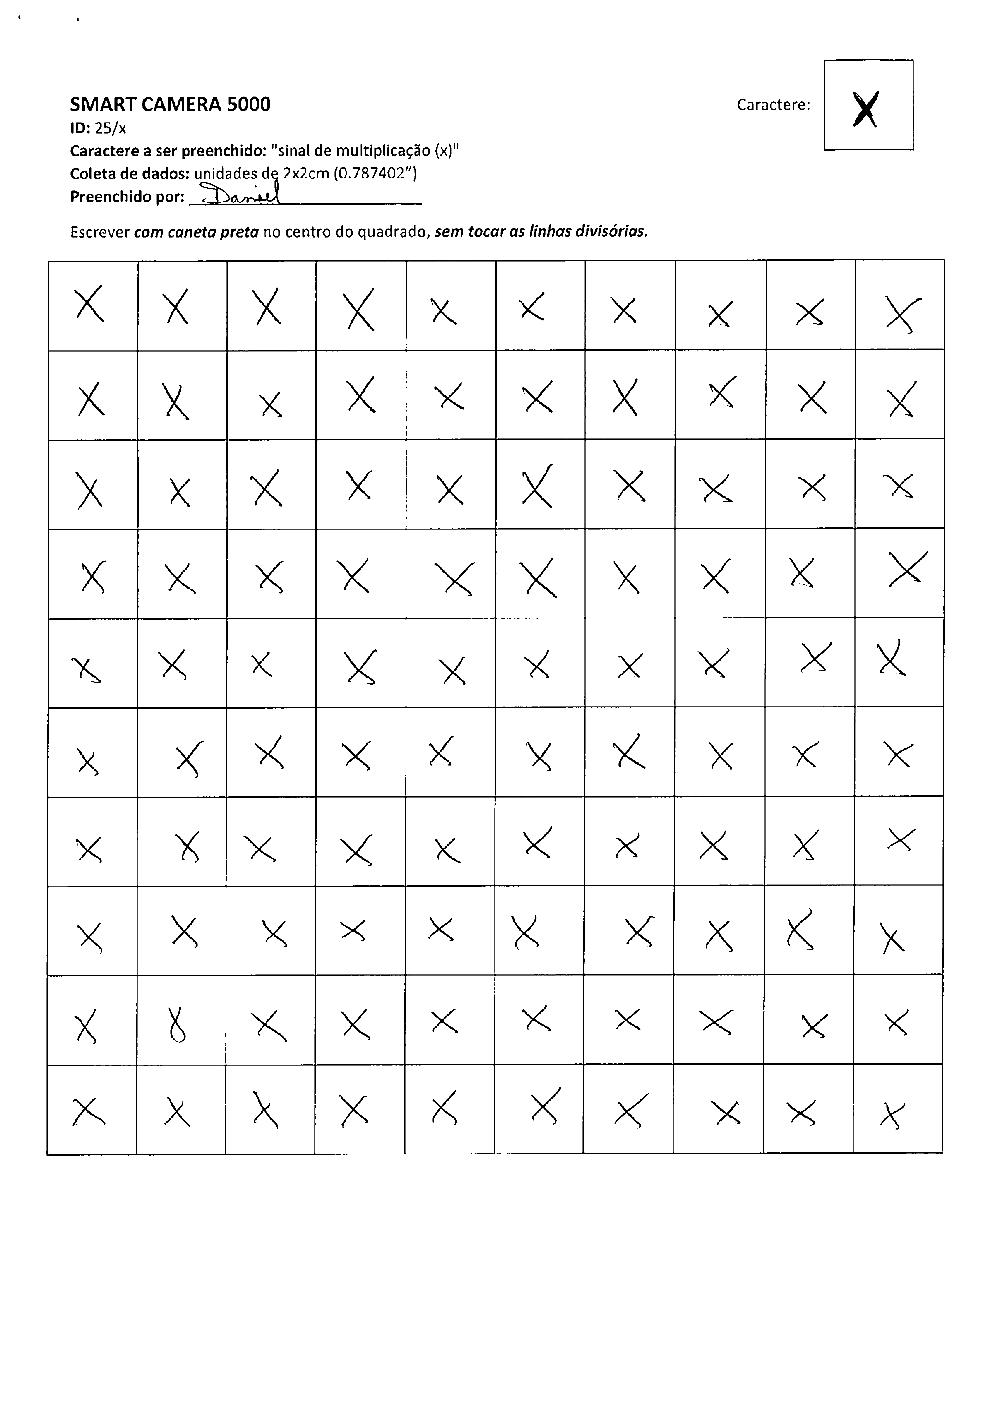 SMART CAMERA 5000
Caractere: X
ID: 25/x
Caractere a ser preenchido: "sinal de multiplicação (x)"
Coleta de dados: unidades de 2x2cm (0.787402")
Preenchido por: Daniel
Escrever com caneta preta no centro do quadrado, sem tocar as linhas divisórias.
X X X X X X X X X X
X X X X X X X X X X
X X X X X X X X X X
X X X X X X X X X X
X X X X X X X X X X
X X X X X X X X X X
X X X X X X X X X X
X X X X X X X X X X
X X X X X X X X X X
X X X X X X X X X X